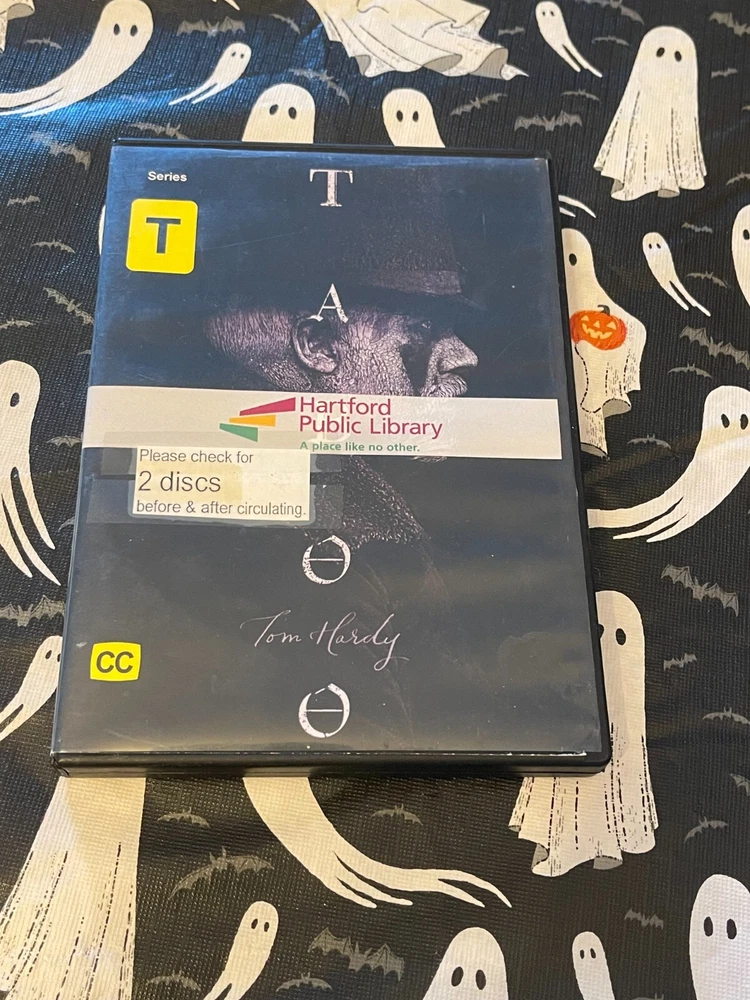 Series
T
T
A
Hartford
Public Library
A place like no other.
Please check for
2 discs
before & after circulating.
O
Tom Hardy
CC
O